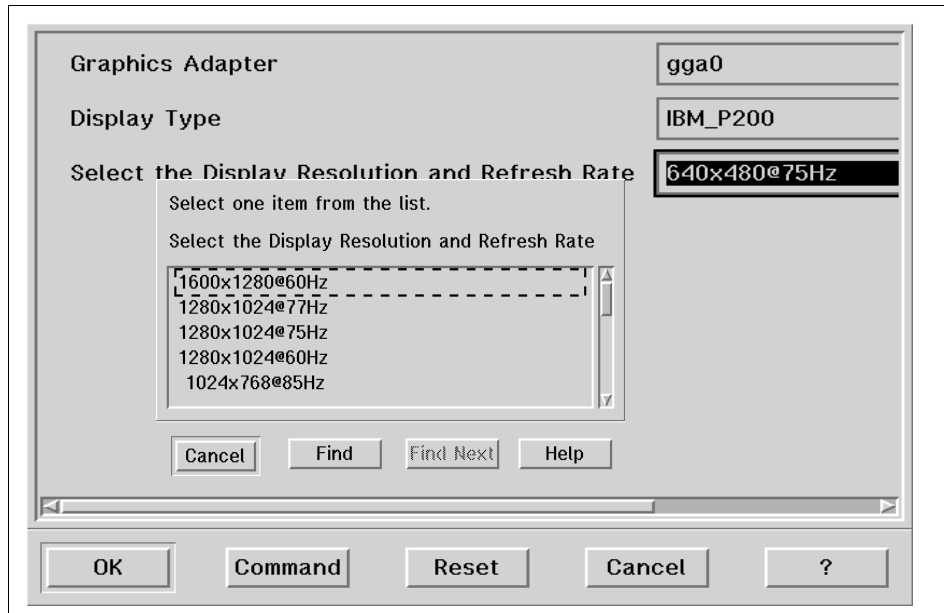 Graphics Adapter gga0
Display Type IBM_P200
Select the Display Resolution and Refresh Rate 640x480@75Hz
Select one item from the list.
Select the Display Resolution and Refresh Rate
1600x1280@60Hz
1280x1024@77Hz
1280x1024@75Hz
1280x1024@60Hz
1024x768@85Hz
Cancel Find Find Next Help
OK Command Reset Cancel ?